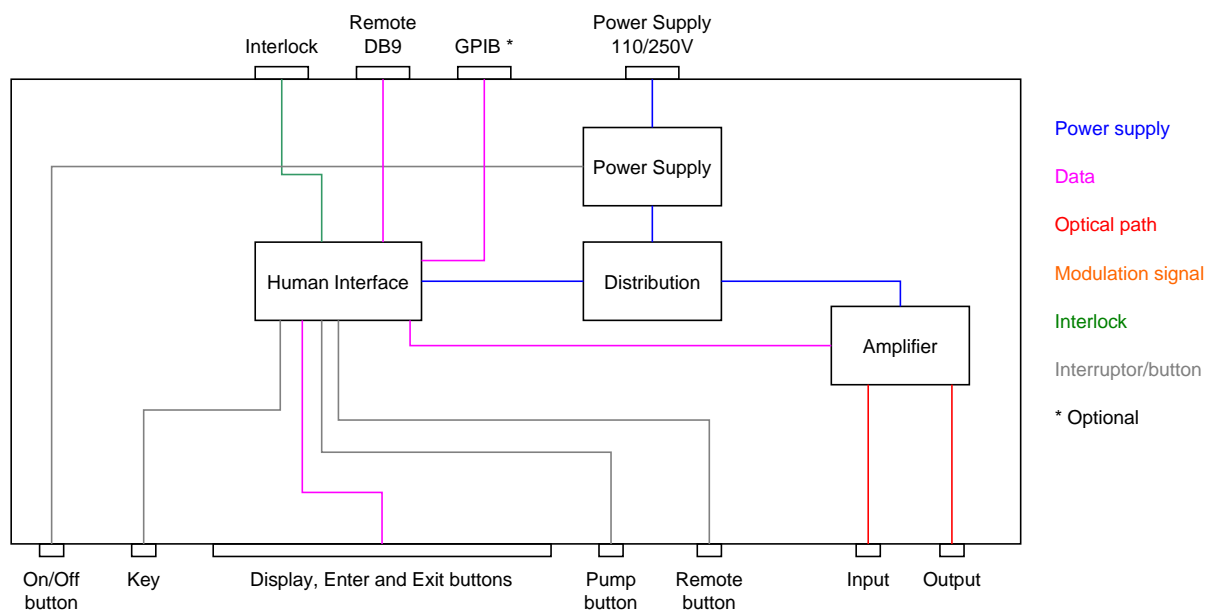 Interlock
Remote
DB9
GPIB *
Power Supply
110/250V
Power supply
Data
Optical path
Modulation signal
Interlock
Interruptor/button
* Optional
Power Supply
Human Interface
Distribution
Amplifier
On/Off
button
Key
Display, Enter and Exit buttons
Pump
button
Remote
button
Input
Output